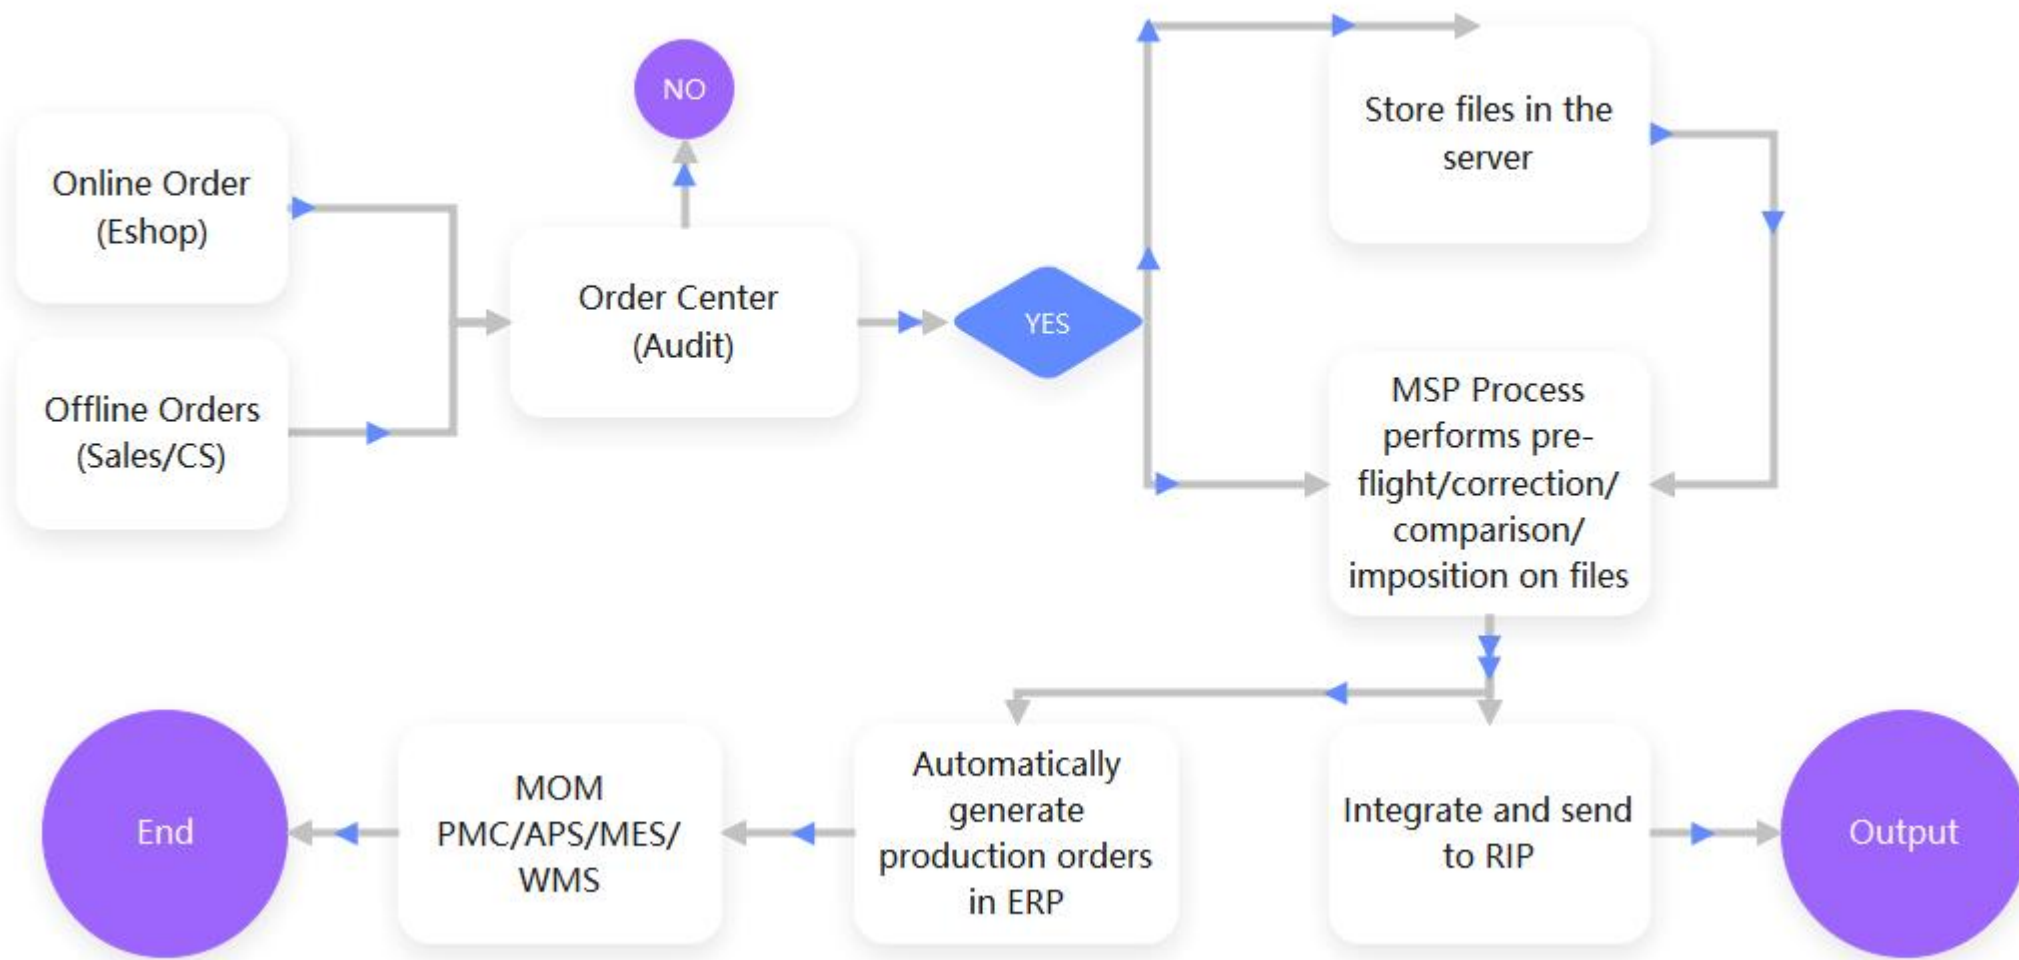 NO
Online Order
(Eshop)
Offline Orders
(Sales/CS)
Order Center
(Audit)
YES
Store files in the
server
MSP Process
performs pre-
flight/correction/
comparison/
imposition on files
End
MOM
PMC/APS/MES/
WMS
Automatically
generate
production orders
in ERP
Integrate and send
to RIP
Output